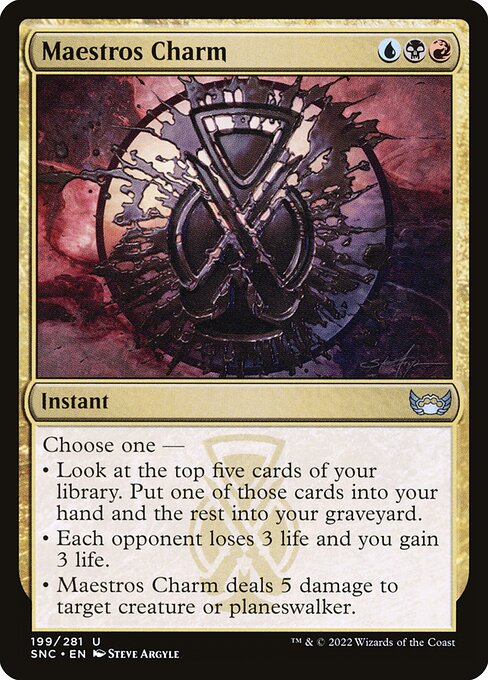 Maestros Charm
Instant
Choose one —
• Look at the top five cards of your
library. Put one of those cards into your
hand and the rest into your graveyard.
• Each opponent loses 3 life and you gain
3 life.
• Maestros Charm deals 5 damage to
target creature or planeswalker.
199/281 U
SNC • EN Steve Argyle
™ & © 2022 Wizards of the Coast